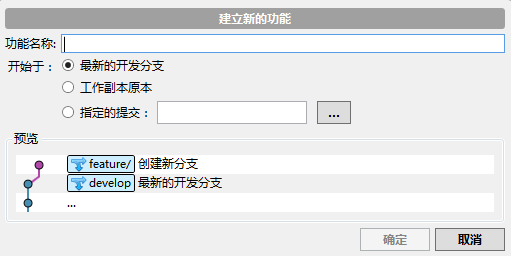 建立新的功能
功能名称:
开始于： 最新的开发分支
工作副本原本
指定的提交： ...
预览
feature/ 创建新分支
develop 最新的开发分支
...
确定 取消